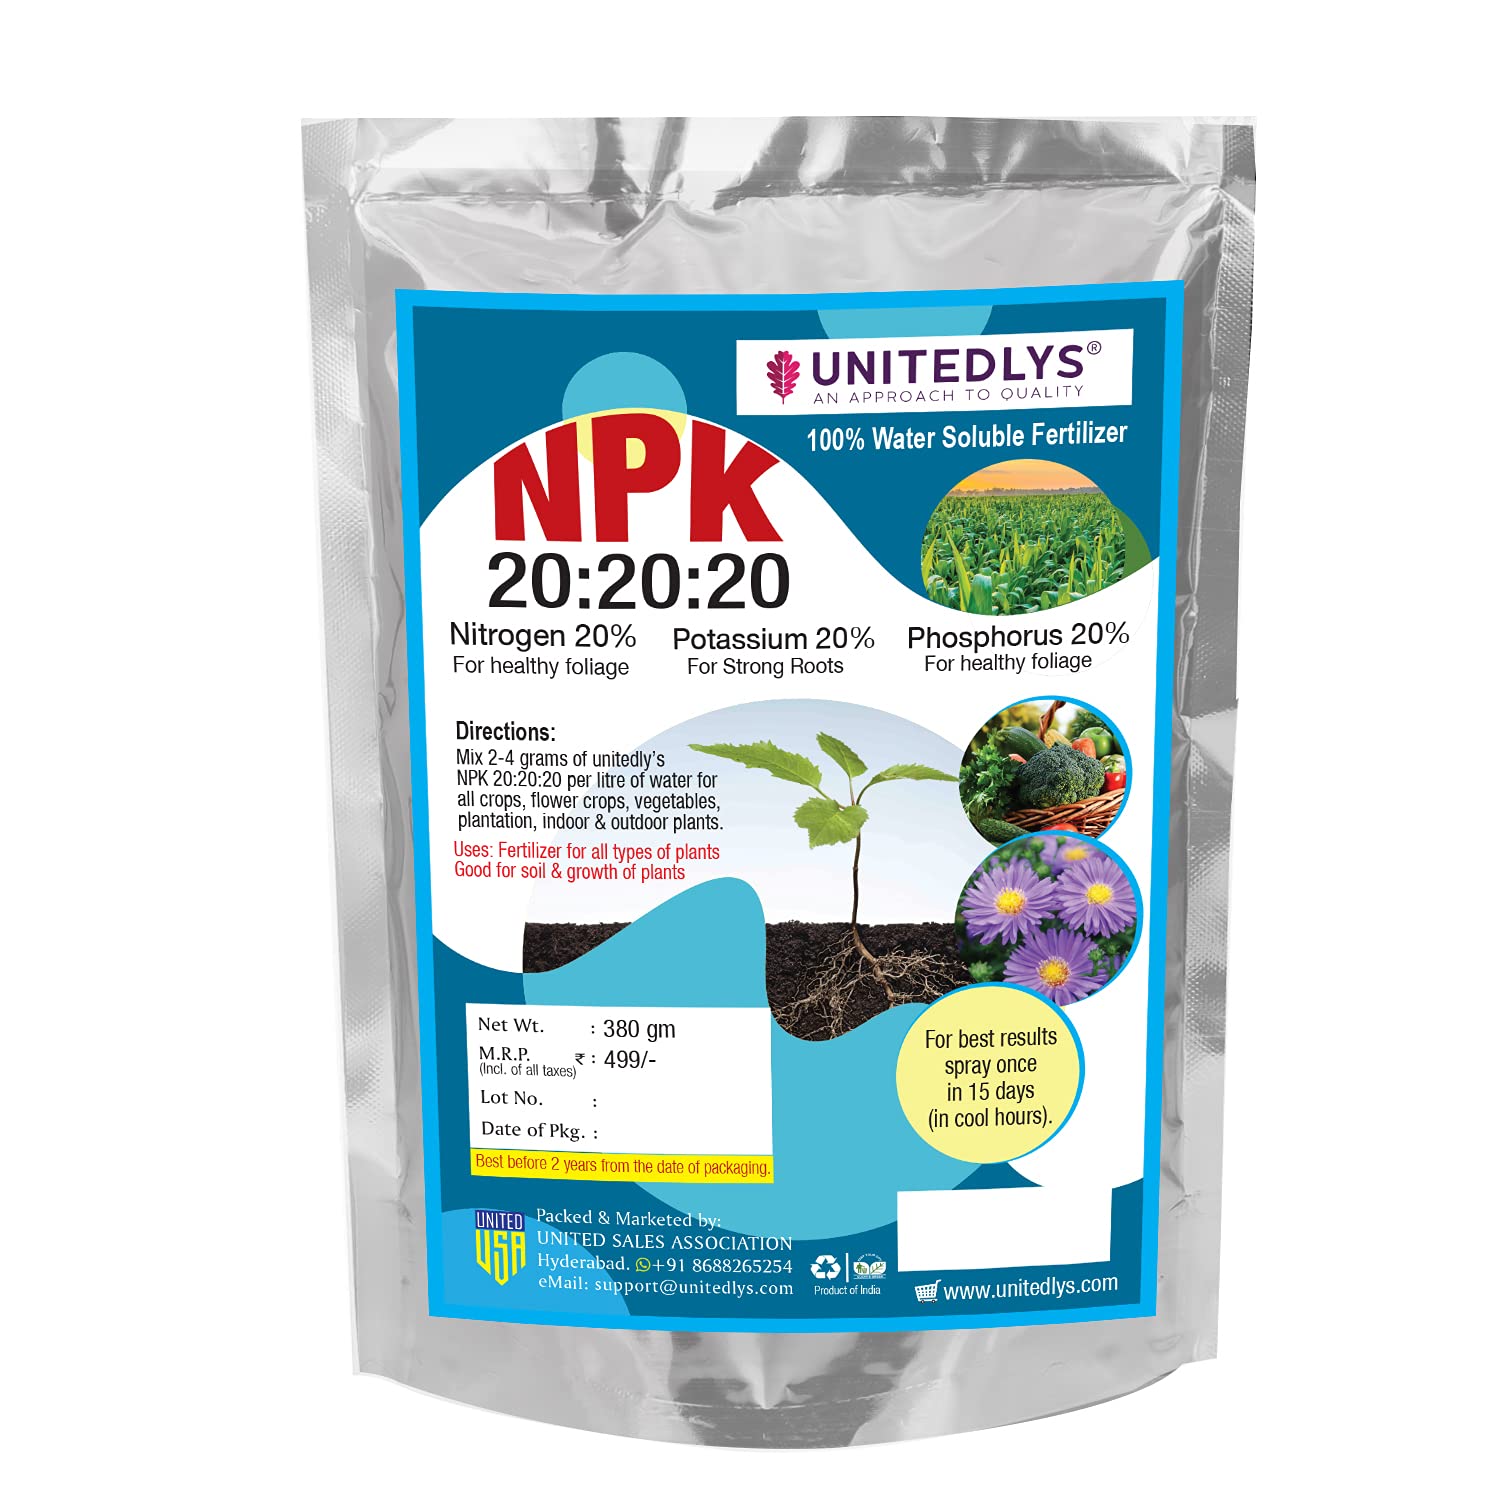 UNITEDLYS®
AN APPROACH TO QUALITY
100% Water Soluble Fertilizer
NPK
20:20:20
Nitrogen 20%
For healthy foliage
Potassium 20%
For Strong Roots
Phosphorus 20%
For healthy foliage
Directions:
Mix 2-4 grams of unitedly's
NPK 20:20:20 per litre of water for
all crops, flower crops, vegetables,
plantation, indoor & outdoor plants.
Uses: Fertilizer for all types of plants
Good for soil & growth of plants
Net Wt. : 380 gm
M.R.P. ₹ : 499/-
(Incl. of all taxes)
Lot No. :
Date of Pkg. :
Best before 2 years from the date of packaging.
For best results
spray once
in 15 days
(in cool hours).
UNITED
USA
Packed & Marketed by:
UNITED SALES ASSOCIATION
Hyderabad. +91 8688265254
eMail: support@unitedlys.com
Product of India
www.unitedlys.com